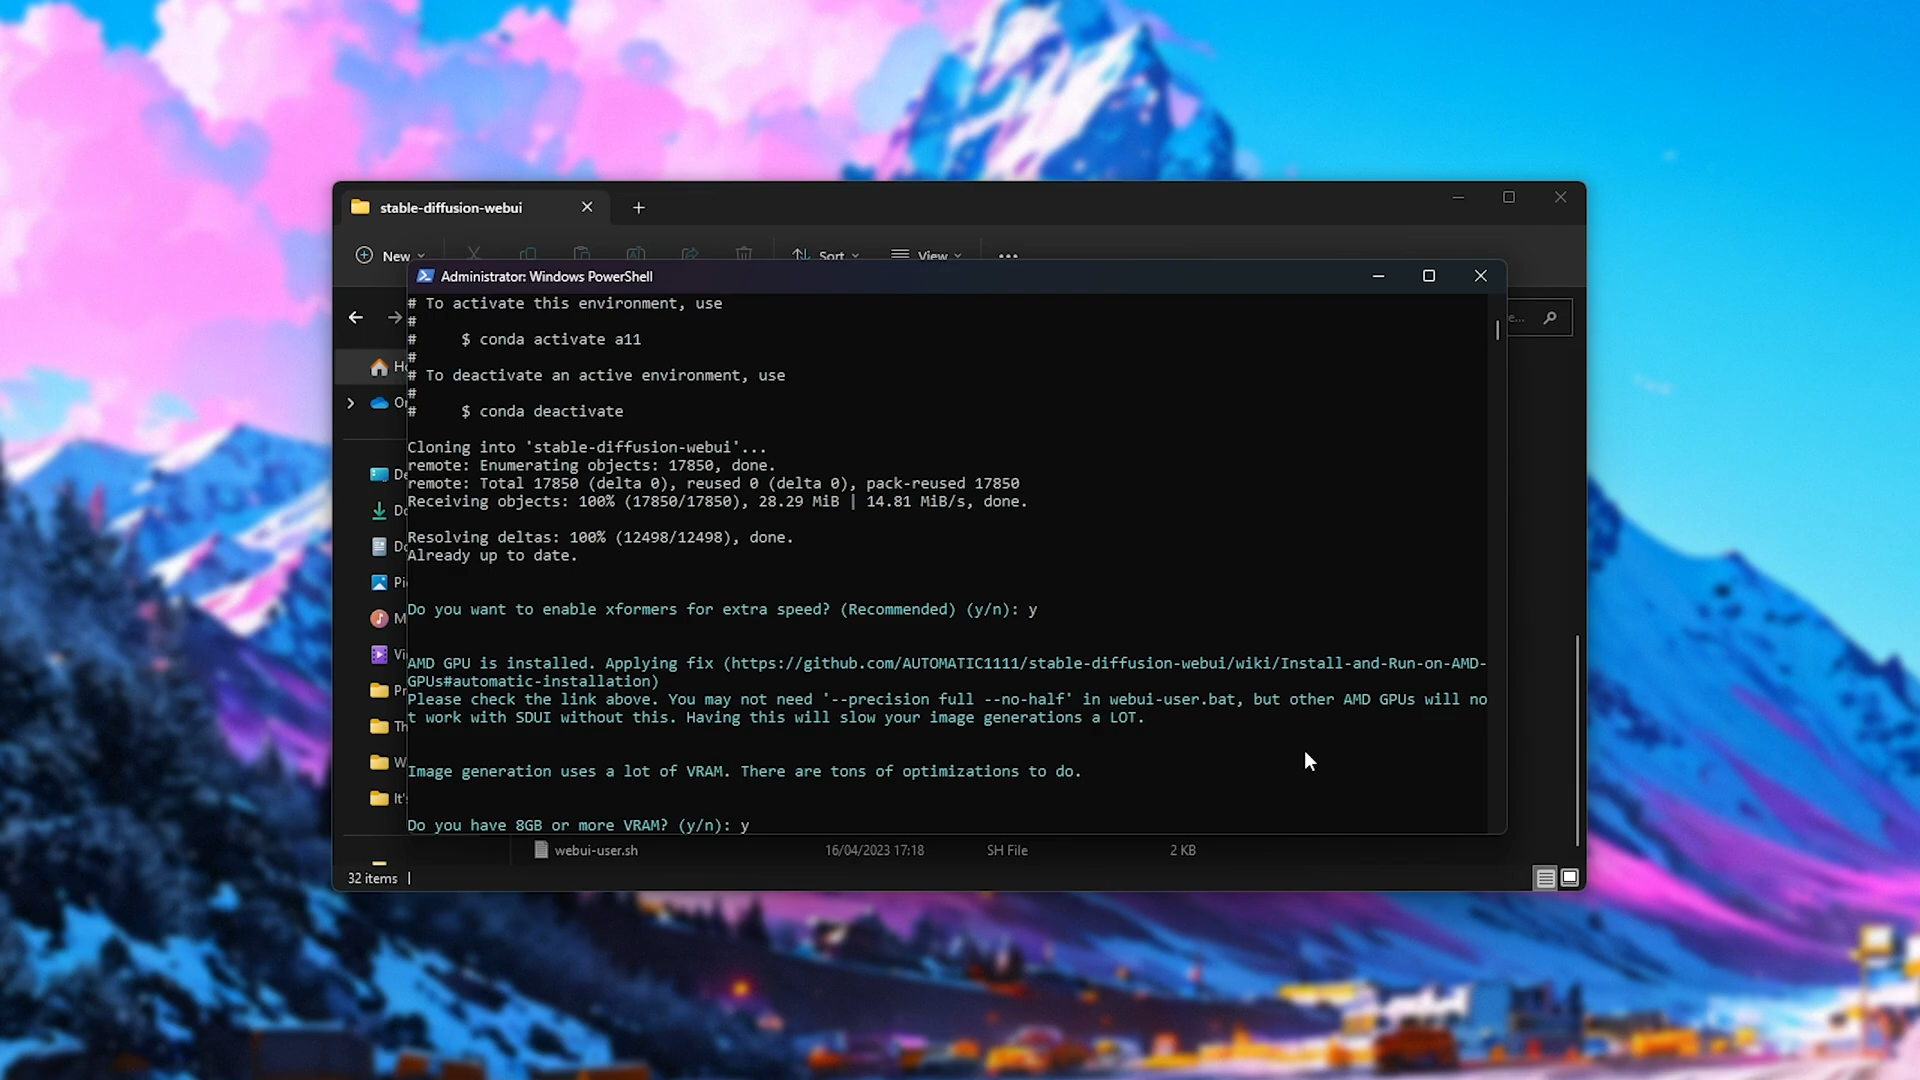 stable-diffusion-webui
New
Sort
View
Administrator: Windows PowerShell
# To activate this environment, use
#
#     $ conda activate a11
#
# To deactivate an active environment, use
#
#     $ conda deactivate
Cloning into 'stable-diffusion-webui'...
remote: Enumerating objects: 17850, done.
remote: Total 17850 (delta 0), reused 0 (delta 0), pack-reused 17850
Receiving objects: 100% (17850/17850), 28.29 MiB | 14.81 MiB/s, done.
Resolving deltas: 100% (12498/12498), done.
Already up to date.
Do you want to enable xformers for extra speed? (Recommended) (y/n): y
AMD GPU is installed. Applying fix (https://github.com/AUTOMATIC1111/stable-diffusion-webui/wiki/Install-and-Run-on-AMD-
GPUs#automatic-installation)
Please check the link above. You may not need '--precision full --no-half' in webui-user.bat, but other AMD GPUs will no
t work with SDUI without this. Having this will slow your image generations a LOT.
Image generation uses a lot of VRAM. There are tons of optimizations to do.
Do you have 8GB or more VRAM? (y/n): y
webui-user.sh 16/04/2023 17:18 SH File 2 KB
32 items